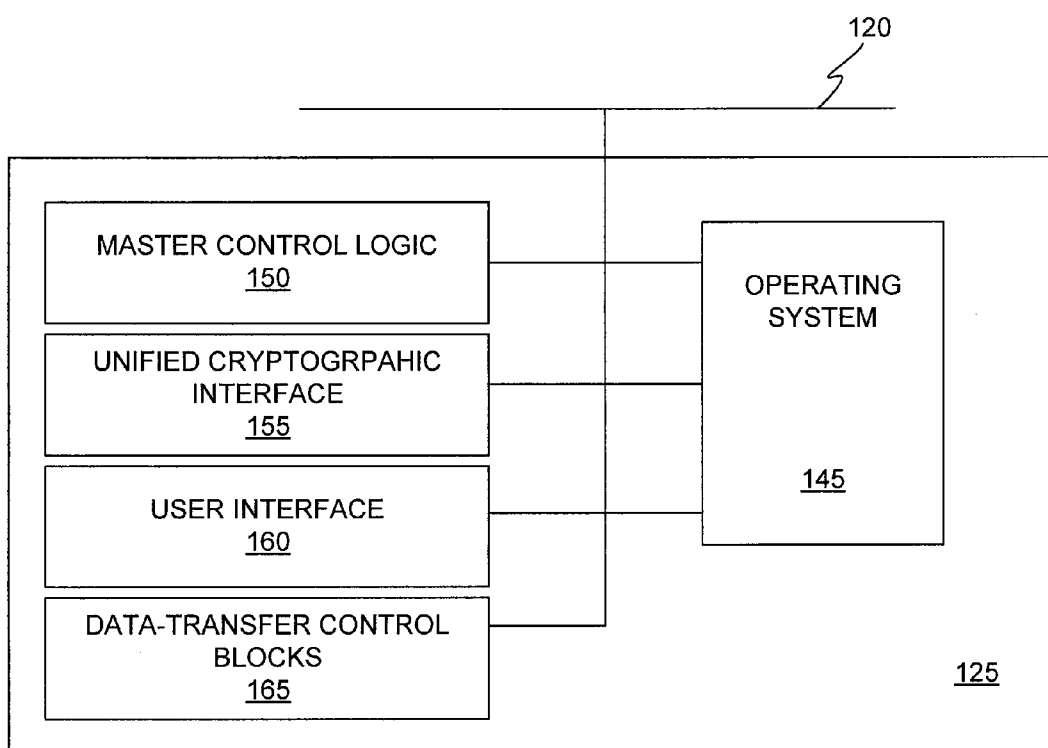 120
MASTER CONTROL LOGIC
150
UNIFIED CRYPTOGRPAHIC
INTERFACE
155
USER INTERFACE
160
DATA-TRANSFER CONTROL
BLOCKS
165
OPERATING
SYSTEM
145
125